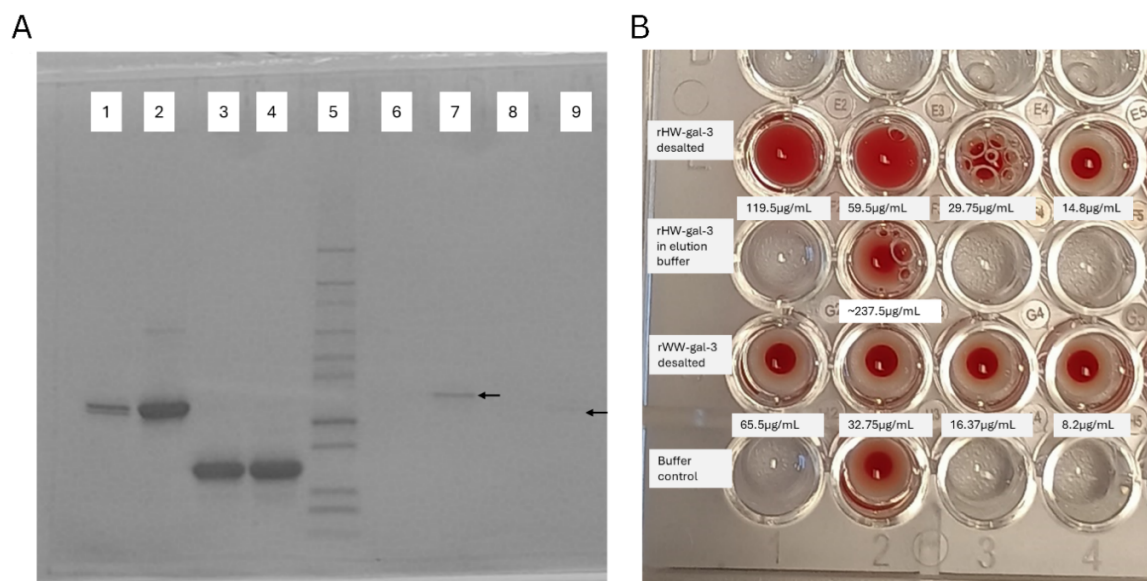 A
1 2 3 4 5 6 7 8 9
B
E2 E3 E4 E5
rHW-gal-3
desalted
119.5µg/mL 59.5µg/mL 29.75µg/mL 14.8µg/mL
rHW-gal-3
in elution
buffer
G4
~237.5µg/mL
rWW-gal-3
desalted
65.5µg/mL 32.75µg/mL 16.37µg/mL 8.2µg/mL
Buffer
control
1 2 3 4